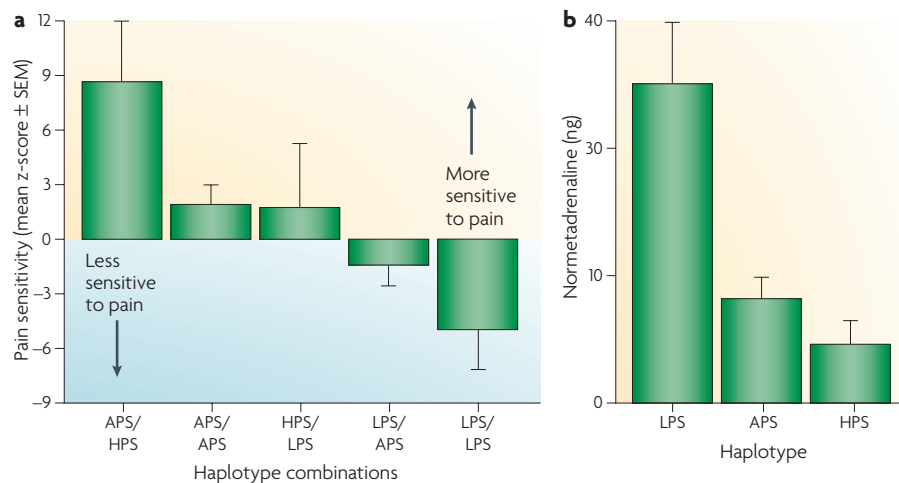 a
Pain sensitivity (mean z-score ± SEM)
12
9
6
3
0
–3
–6
–9
More
sensitive
to pain
Less
sensitive
to pain
APS/
HPS
APS/
APS
HPS/
LPS
LPS/
APS
LPS/
LPS
Haplotype combinations
b
Normetadrenaline (ng)
40
30
10
0
LPS
APS
HPS
Haplotype